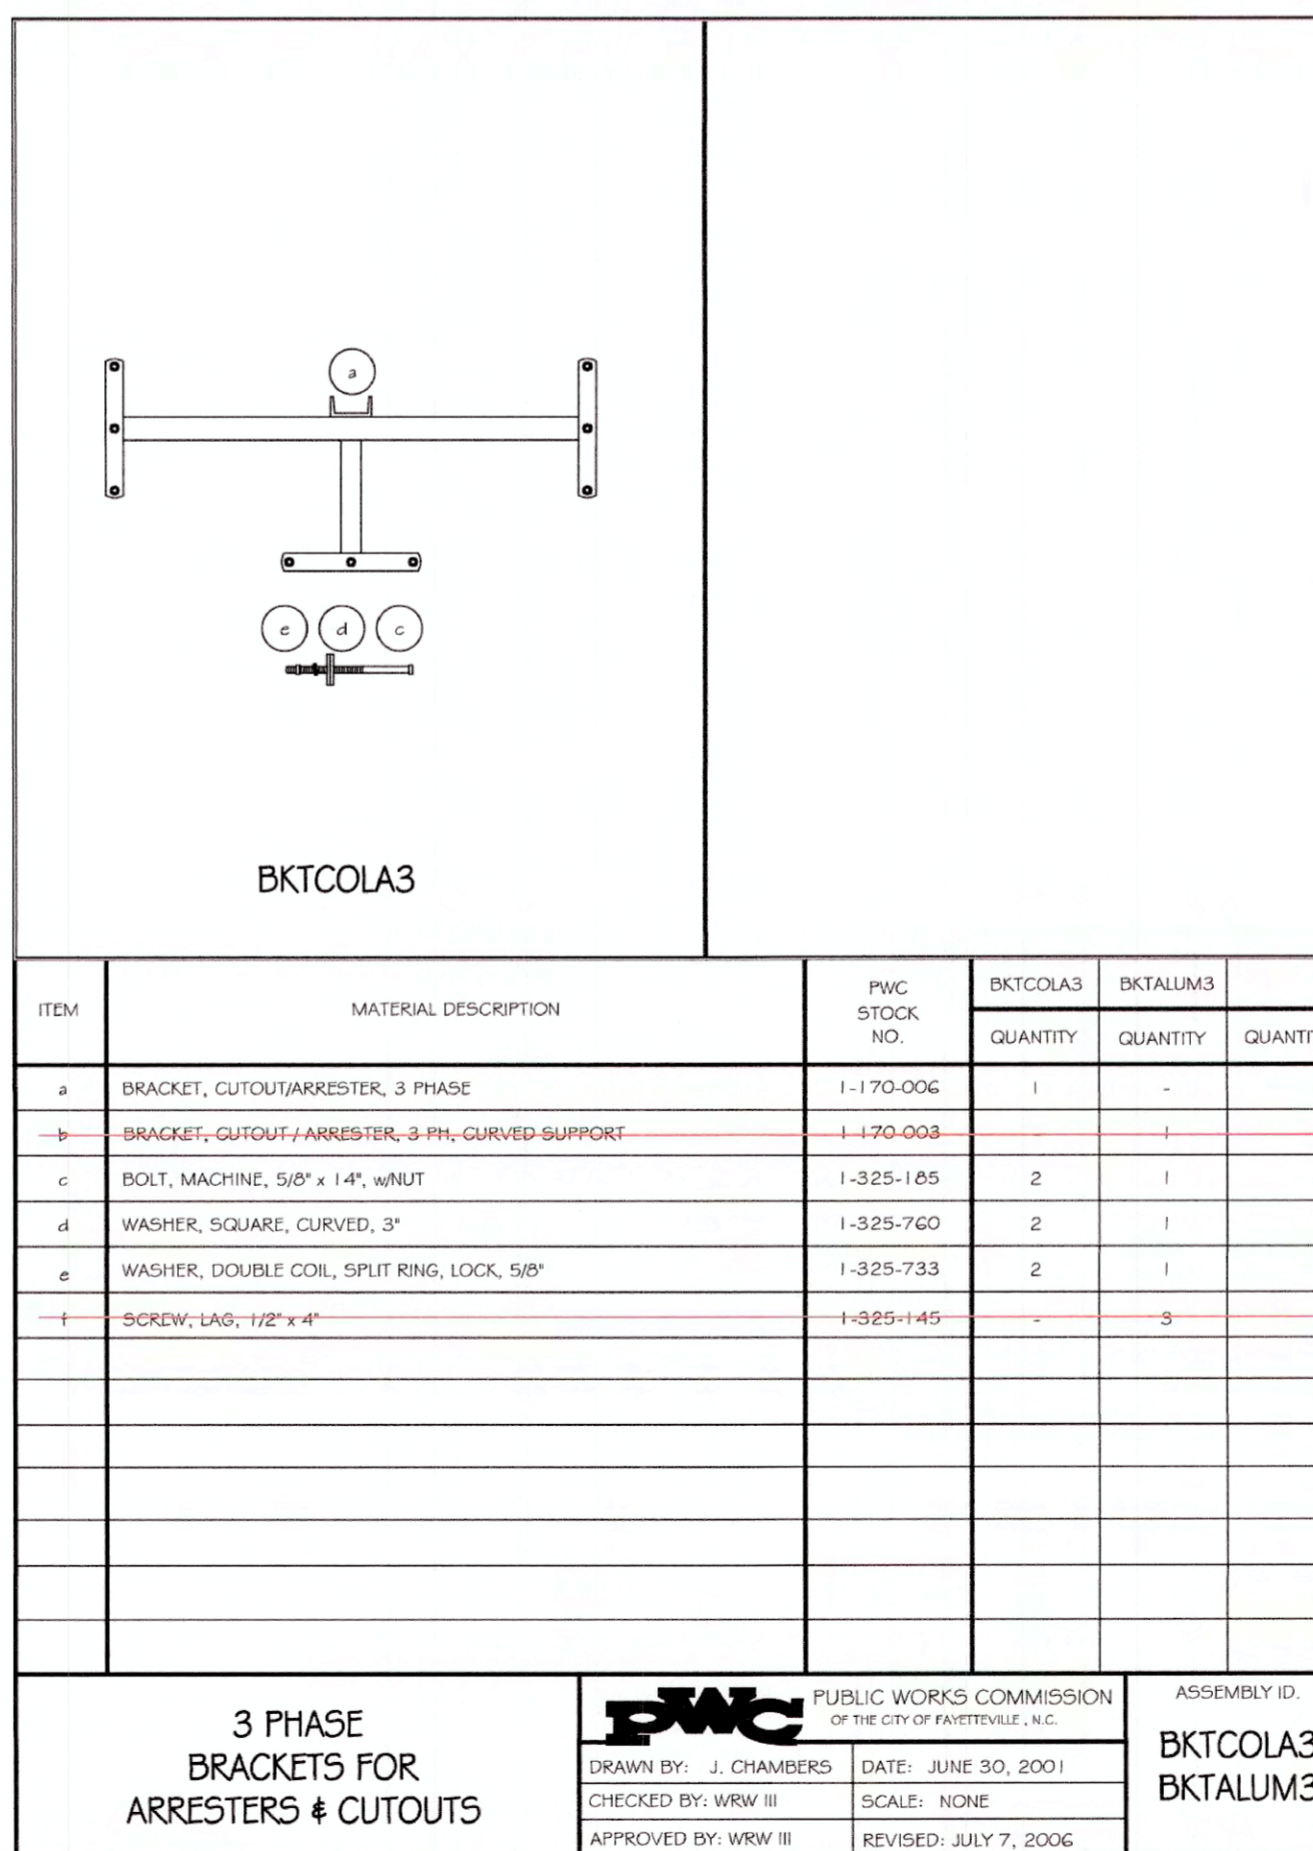 a
e d c
BKTCOLA3
ITEM MATERIAL DESCRIPTION PWC STOCK NO. BKTCOLA3 BKTALUM3
QUANTITY QUANTITY QUANTI
a BRACKET, CUTOUT/ARRESTER, 3 PHASE 1-170-006 1 -
b BRACKET, CUTOUT / ARRESTER, 3 PH, CURVED SUPPORT 1-170-003 - 1
c BOLT, MACHINE, 5/8" x 14", w/NUT 1-325-185 2 1
d WASHER, SQUARE, CURVED, 3" 1-325-760 2 1
e WASHER, DOUBLE COIL, SPLIT RING, LOCK, 5/8" 1-325-733 2 1
f SCREW, LAG, 1/2" x 4" 1-325-145 - 3
3 PHASE
BRACKETS FOR
ARRESTERS & CUTOUTS
PWC
PUBLIC WORKS COMMISSION
OF THE CITY OF FAYETTEVILLE , N.C.
DRAWN BY: J. CHAMBERS DATE: JUNE 30, 2001
CHECKED BY: WRW III SCALE: NONE
APPROVED BY: WRW III REVISED: JULY 7, 2006
ASSEMBLY ID.
BKTCOLA3
BKTALUM3